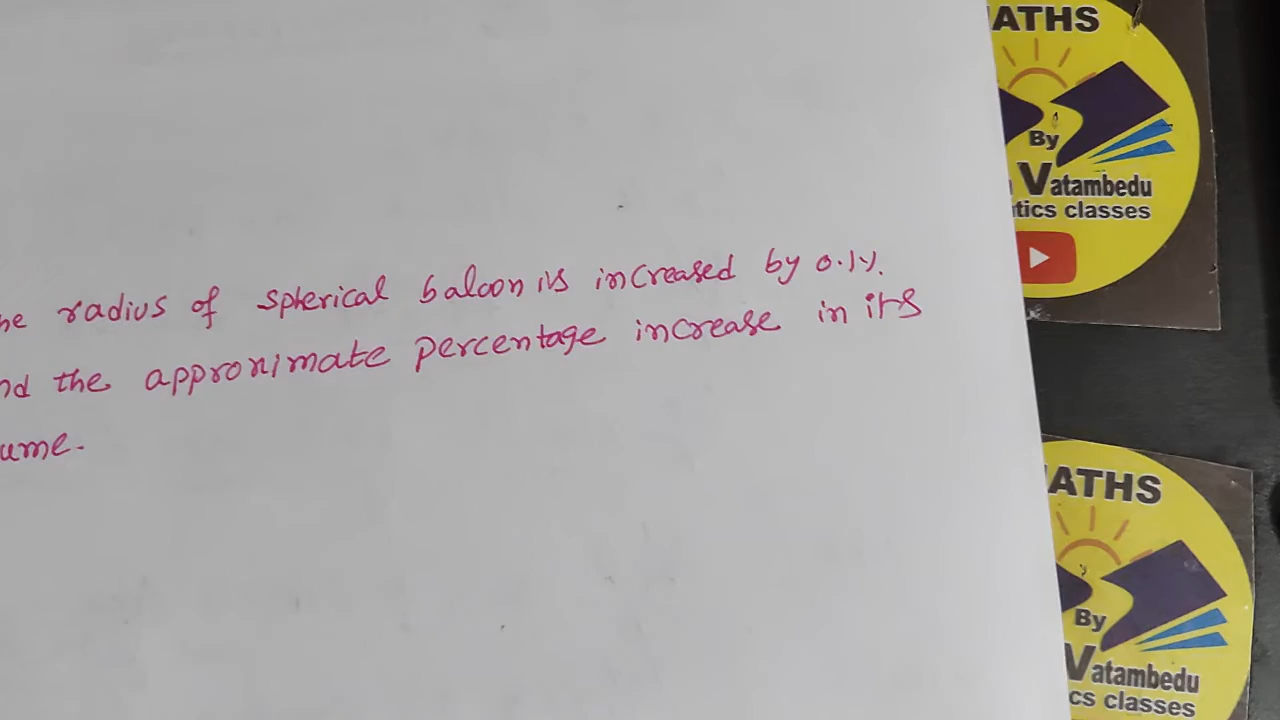 he radius of spherical baloon is increased by 0.1%.
nd the approximate percentage increase in its
ume.
ATHS
By
Vatambedu
tics classes
ATHS
By
Vatambedu
cs classes